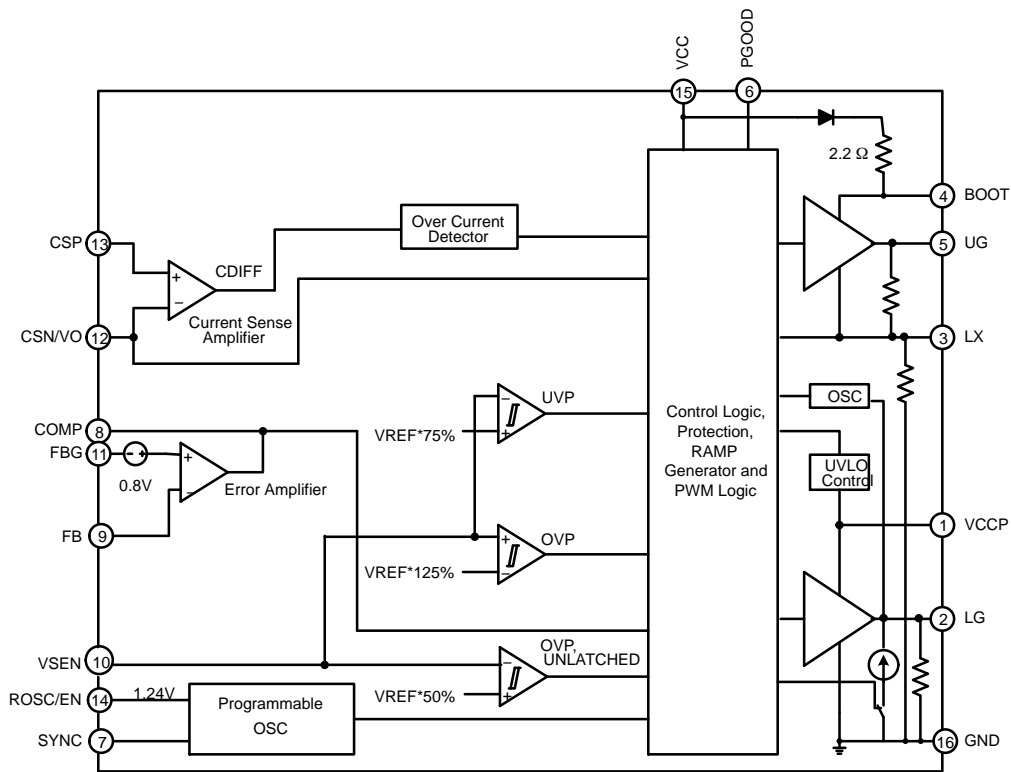 VCC
PGOOD
15
6
2.2 Ω
4
BOOT
Over Current
Detector
CSP
13
5
UG
CDIFF
+
−
Current Sense
Amplifier
CSN/VO
12
3
LX
UVP
−
+
VREF*75%
OSC
COMP
8
FBG
11
- +
0.8V
+
−
Error Amplifier
Control Logic,
Protection,
RAMP
Generator and
PWM Logic
UVLO
Control
FB
9
1
VCCP
+
−
OVP
VREF*125%
2
LG
VSEN
10
OVP,
UNLATCHED
−
+
VREF*50%
ROSC/EN
14
1.24V
Programmable
OSC
SYNC
7
16
GND